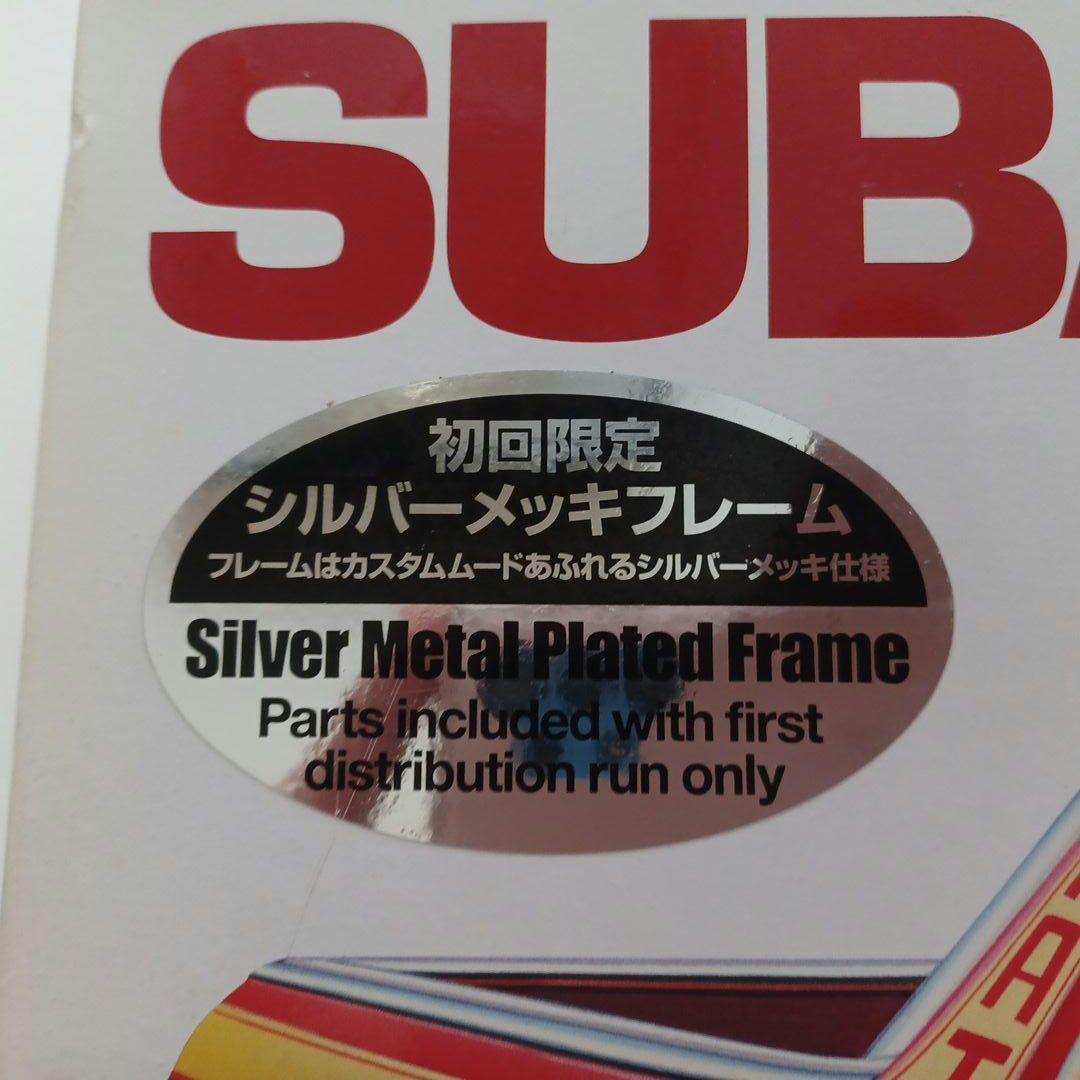 SUBA
初回限定
シルバーメッキフレーム
フレームはカスタムムードあふれるシルバーメッキ仕様
Silver Metal Plated Frame
Parts included with first
distribution run only
A
T